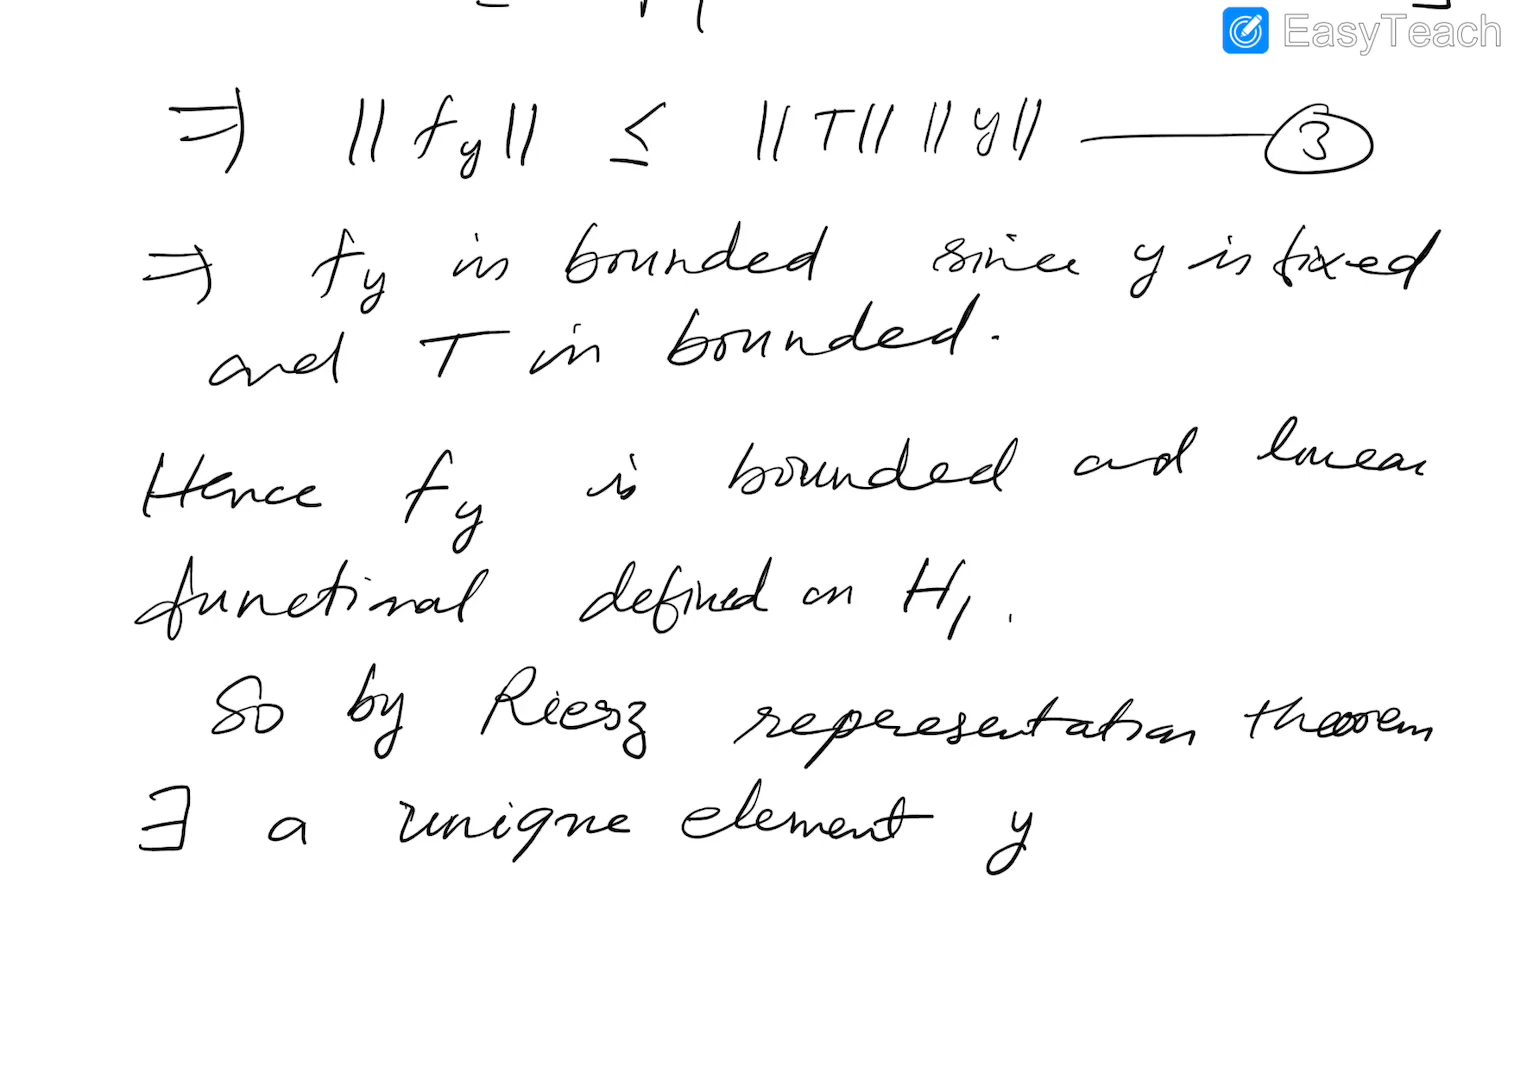 EasyTeach
⇒ || f_y || ≤ || T || || y || —— ③
⇒ f_y is bounded since y is fixed
and T is bounded.
Hence f_y is bounded and linear
functional defined on H₁.
So by Riesz representation theorem
∃ a unique element y